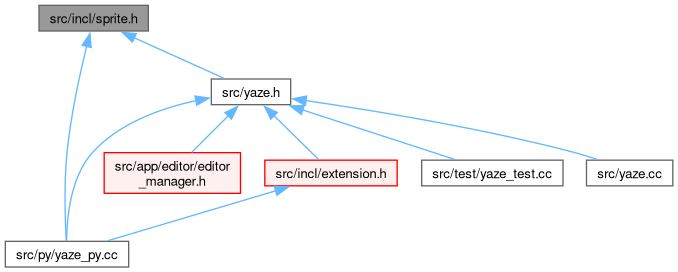 src/incl/sprite.h
src/yaze.h
src/app/editor/editor
_manager.h
src/incl/extension.h
src/test/yaze_test.cc
src/yaze.cc
src/py/yaze_py.cc